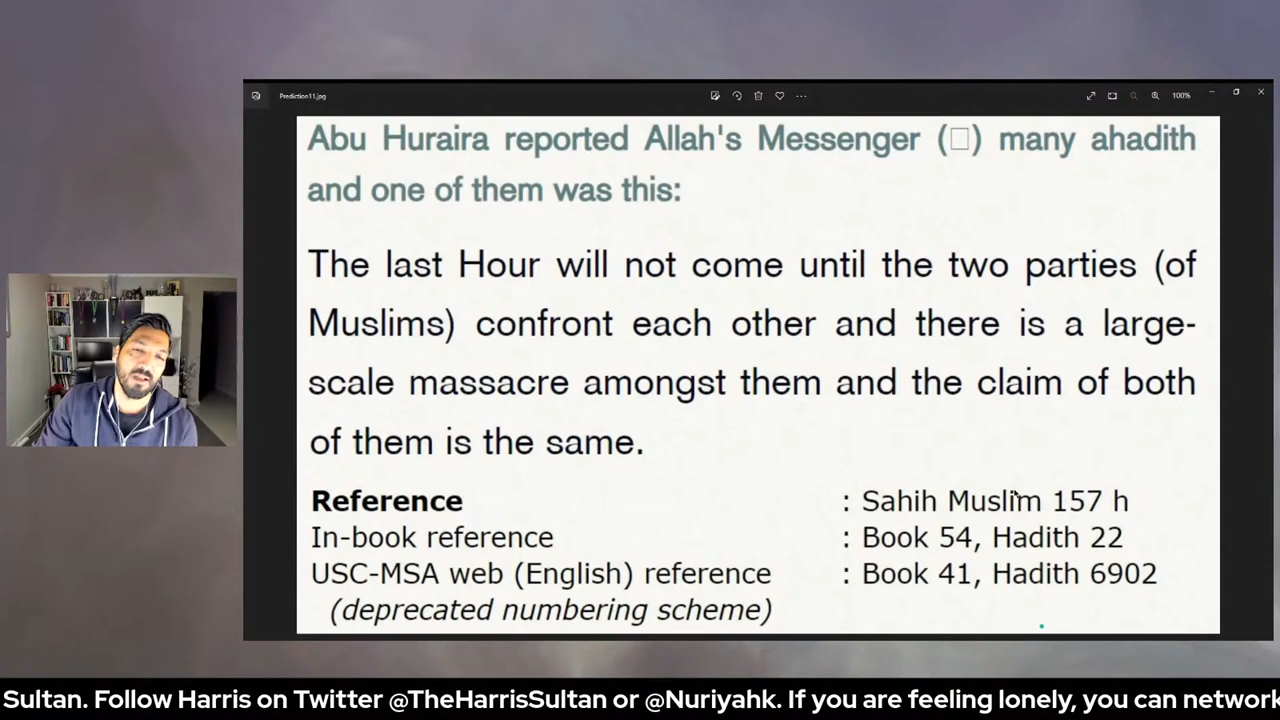 Prediction11.jpg
100%
Abu Huraira reported Allah's Messenger (□) many ahadith
and one of them was this:
The last Hour will not come until the two parties (of
Muslims) confront each other and there is a large-
scale massacre amongst them and the claim of both
of them is the same.
Reference : Sahih Muslim 157 h
In-book reference : Book 54, Hadith 22
USC-MSA web (English) reference : Book 41, Hadith 6902
(deprecated numbering scheme)
Sultan. Follow Harris on Twitter @TheHarrisSultan or @Nuriyahk. If you are feeling lonely, you can network